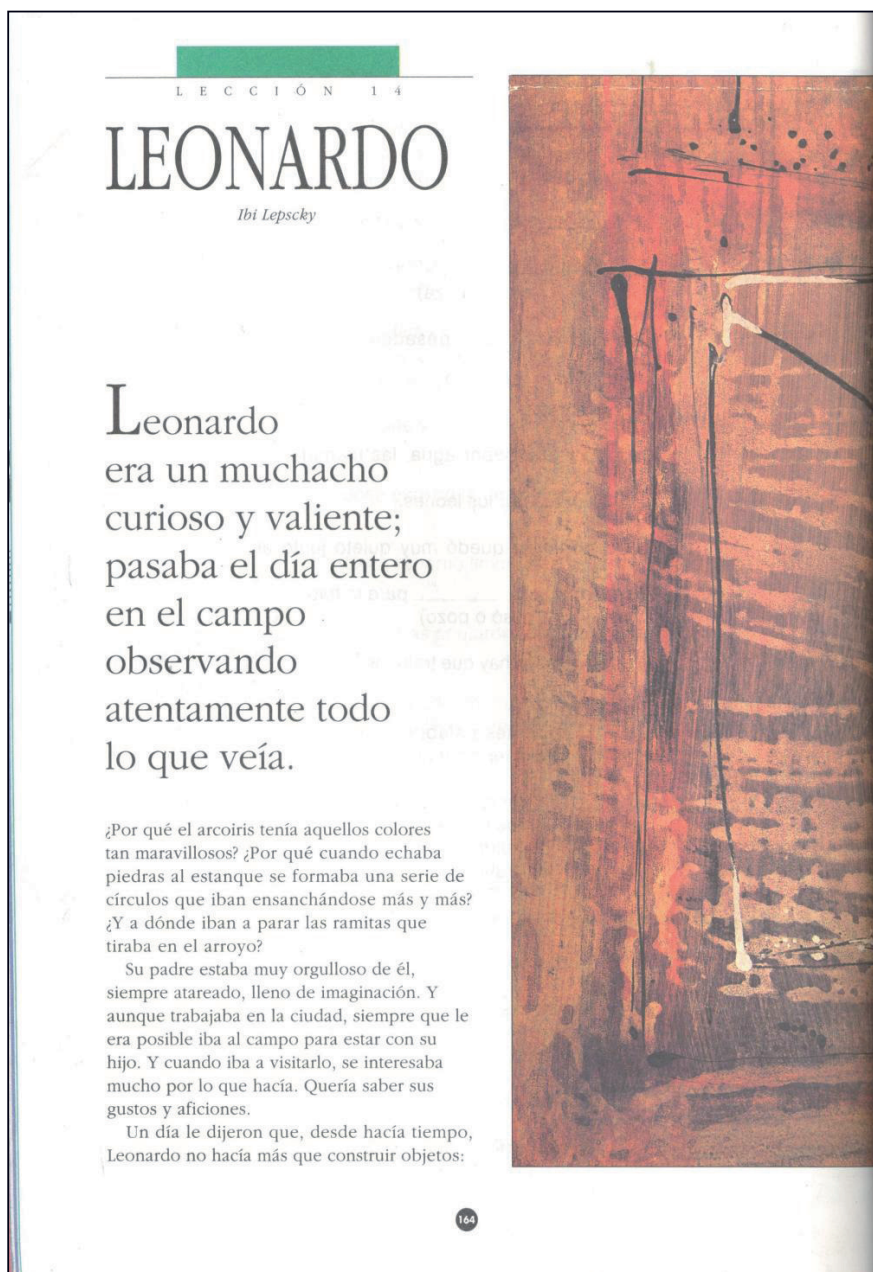 LECCIÓN 14
LEONARDO
Ibi Lepscky
Leonardo
era un muchacho
curioso y valiente;
pasaba el día entero
en el campo
observando
atentamente todo
lo que veía.
¿Por qué el arcoiris tenía aquellos colores
tan maravillosos? ¿Por qué cuando echaba
piedras al estanque se formaba una serie de
círculos que iban ensanchándose más y más?
¿Y a dónde iban a parar las ramitas que
tiraba en el arroyo?
Su padre estaba muy orgulloso de él,
siempre atareado, lleno de imaginación. Y
aunque trabajaba en la ciudad, siempre que le
era posible iba al campo para estar con su
hijo. Y cuando iba a visitarlo, se interesaba
mucho por lo que hacía. Quería saber sus
gustos y aficiones.
Un día le dijeron que, desde hacía tiempo,
Leonardo no hacía más que construir objetos:
164